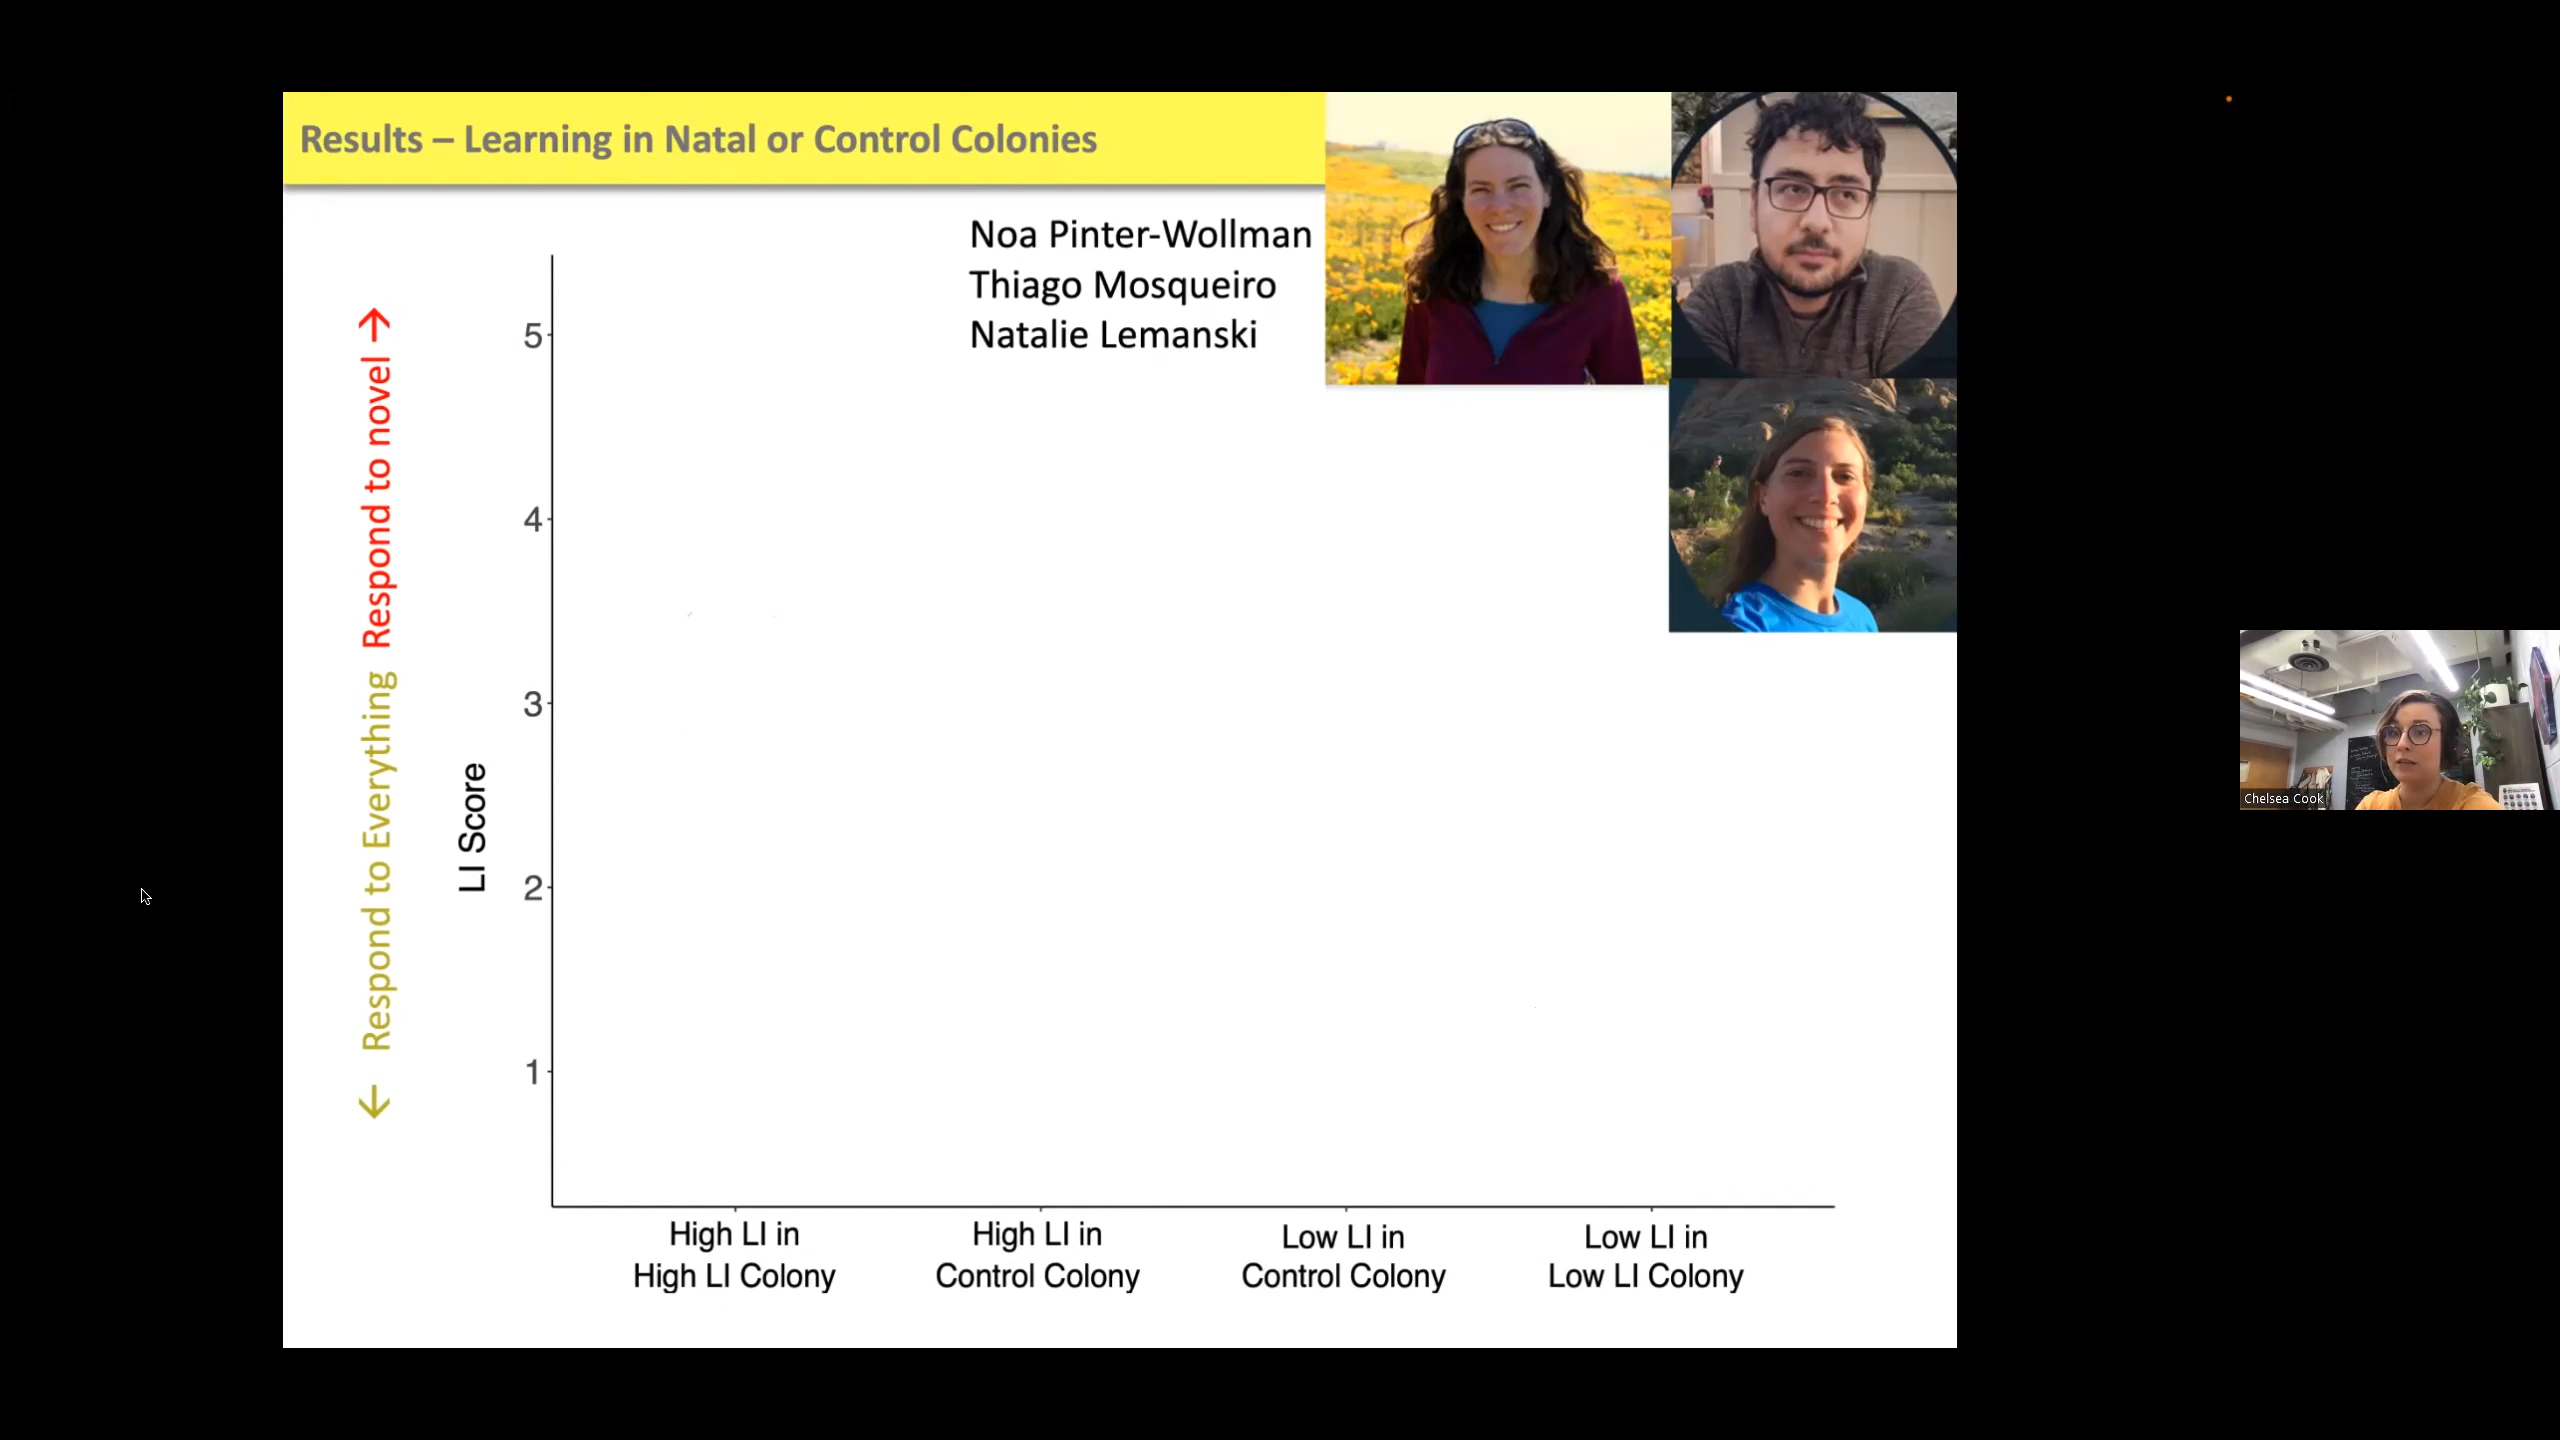 Results – Learning in Natal or Control Colonies
Noa Pinter-Wollman
Thiago Mosqueiro
Natalie Lemanski
← Respond to Everything Respond to novel →
LI Score
5
4
3
2
1
High LI in
High LI Colony
High LI in
Control Colony
Low LI in
Control Colony
Low LI in
Low LI Colony
Chelsea Cook